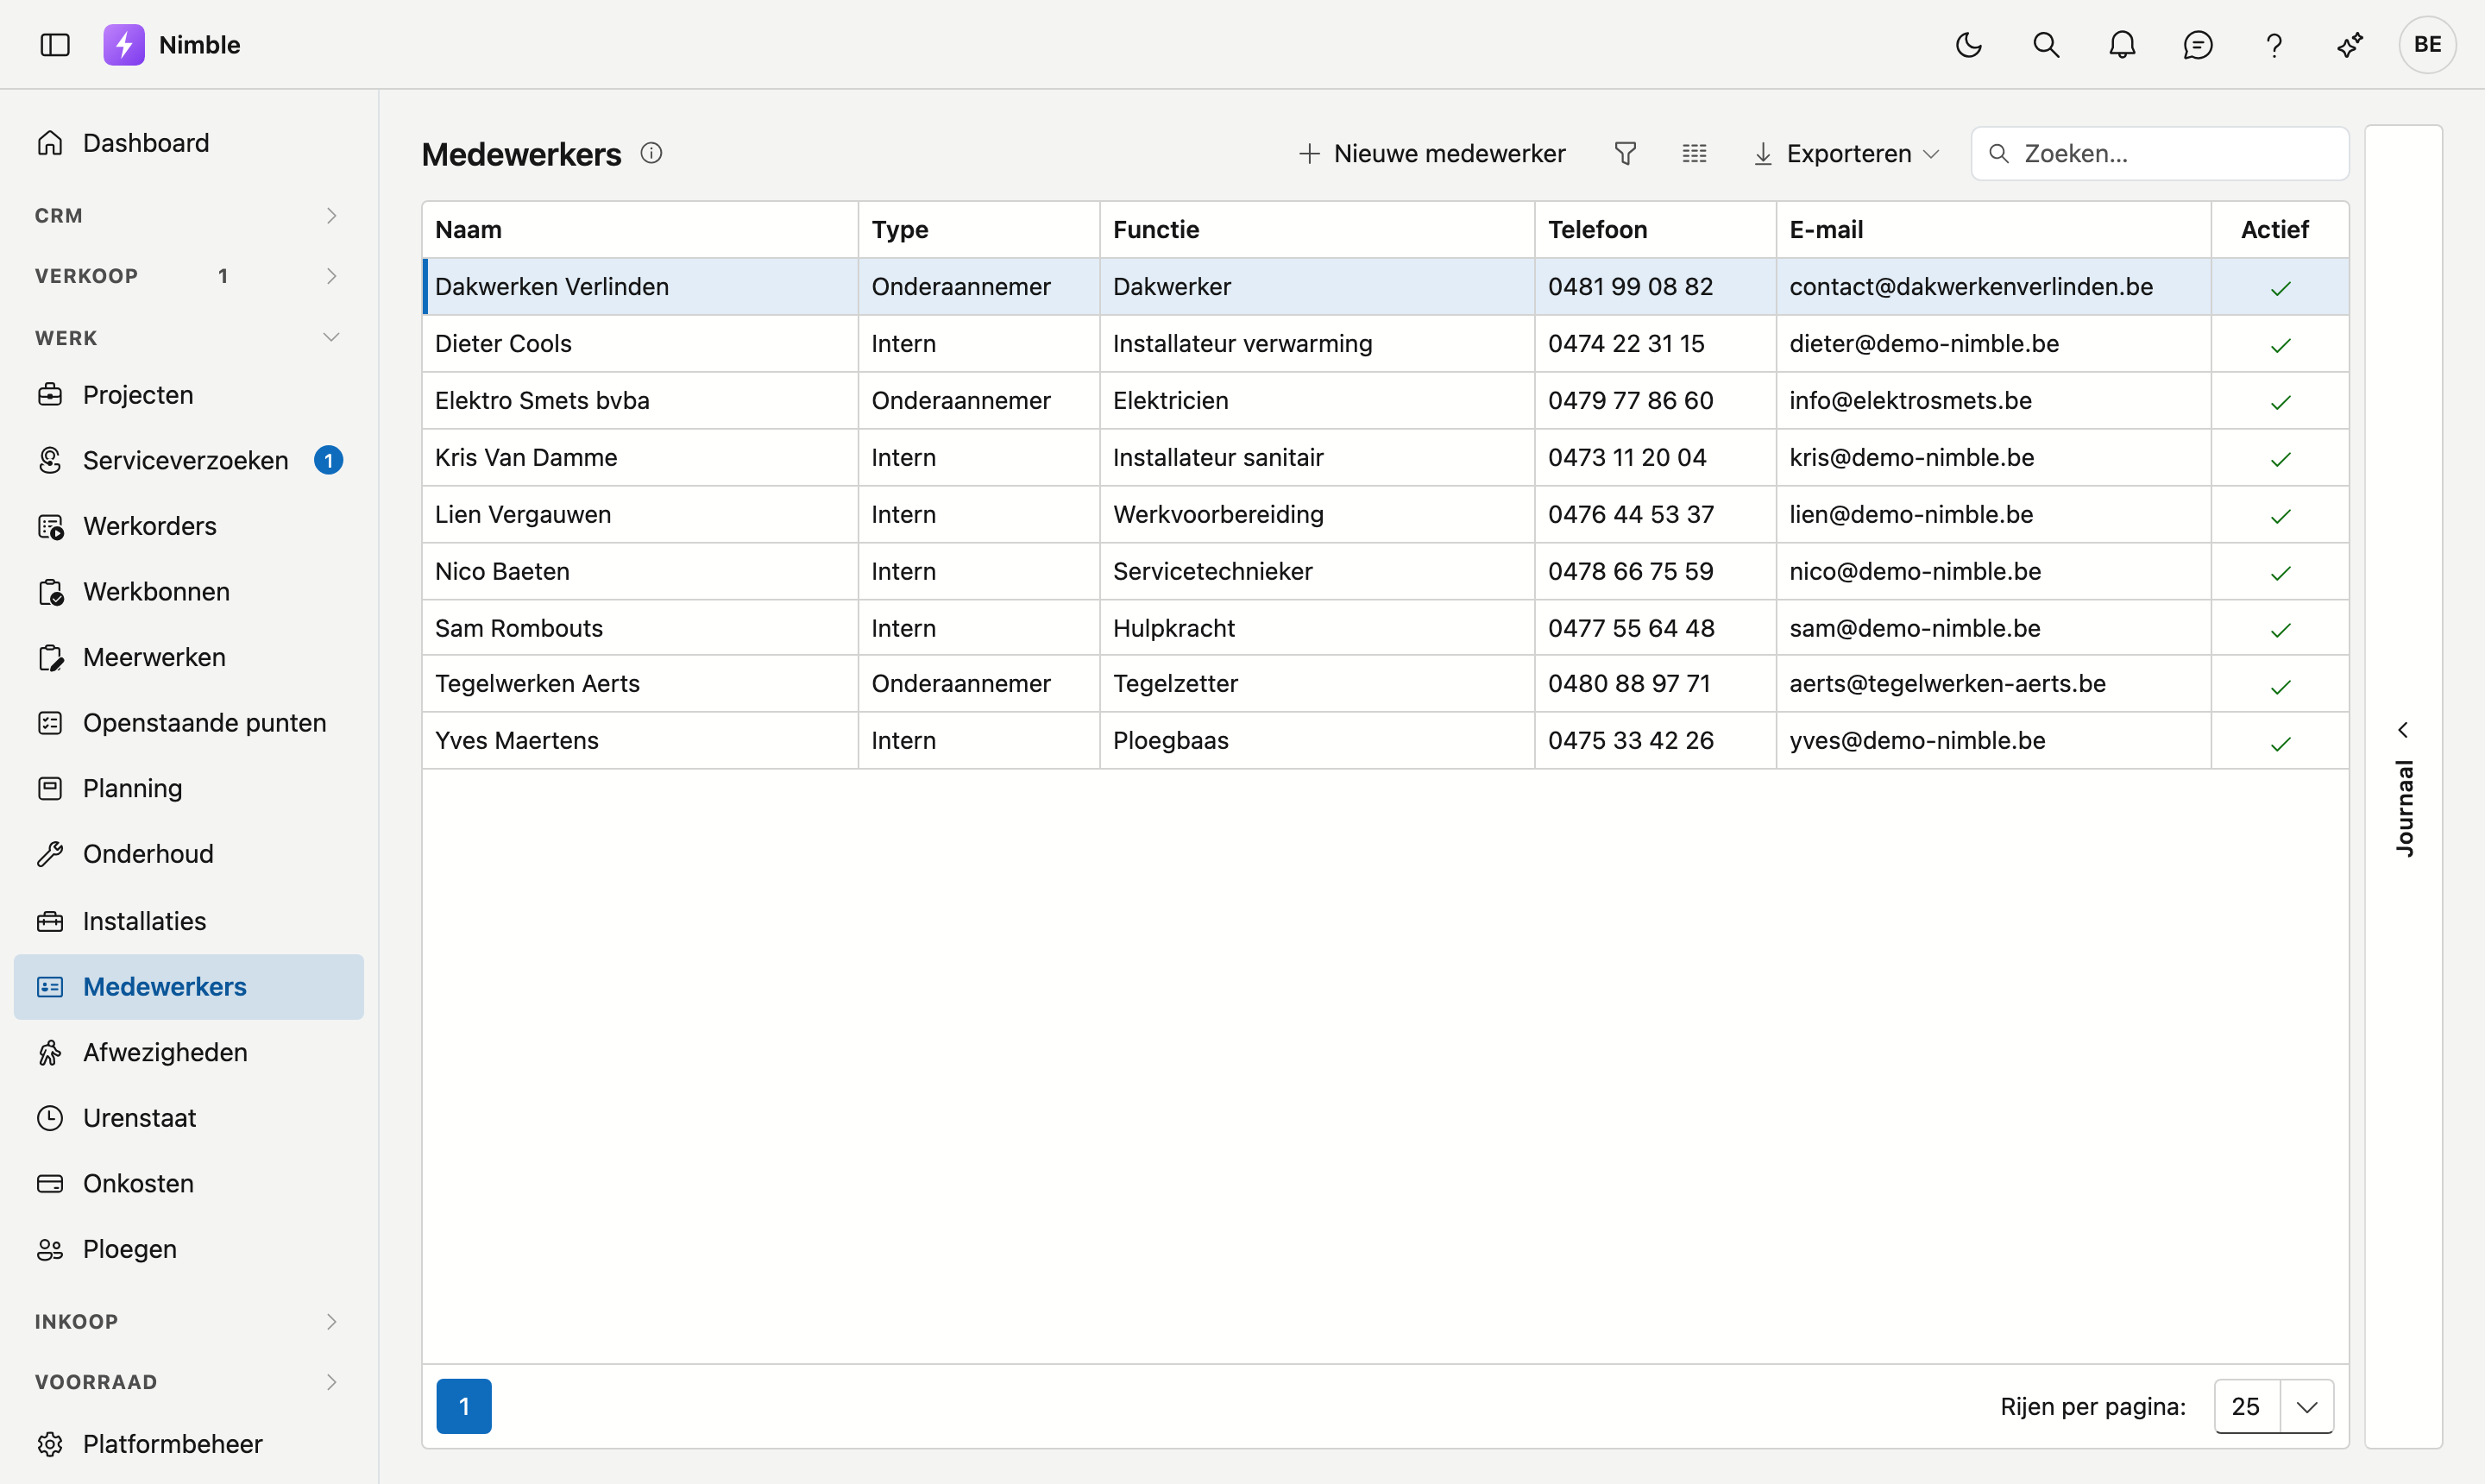 Nimble
BE
Dashboard
CRM
VERKOOP 1
WERK
Projecten
Serviceverzoeken 1
Werkorders
Werkbonnen
Meerwerken
Openstaande punten
Planning
Onderhoud
Installaties
Medewerkers
Afwezigheden
Urenstaat
Onkosten
Ploegen
INKOOP
VOORRAAD
Platformbeheer
Medewerkers
Nieuwe medewerker Exporteren Zoeken...
Naam Type Functie Telefoon E-mail Actief
Dakwerken Verlinden Onderaannemer Dakwerker 0481 99 08 82 contact@dakwerkenverlinden.be
Dieter Cools Intern Installateur verwarming 0474 22 31 15 dieter@demo-nimble.be
Elektro Smets bvba Onderaannemer Elektricien 0479 77 86 60 info@elektrosmets.be
Kris Van Damme Intern Installateur sanitair 0473 11 20 04 kris@demo-nimble.be
Lien Vergauwen Intern Werkvoorbereiding 0476 44 53 37 lien@demo-nimble.be
Nico Baeten Intern Servicetechnieker 0478 66 75 59 nico@demo-nimble.be
Sam Rombouts Intern Hulpkracht 0477 55 64 48 sam@demo-nimble.be
Tegelwerken Aerts Onderaannemer Tegelzetter 0480 88 97 71 aerts@tegelwerken-aerts.be
Yves Maertens Intern Ploegbaas 0475 33 42 26 yves@demo-nimble.be
1
Rijen per pagina: 25
Journaal